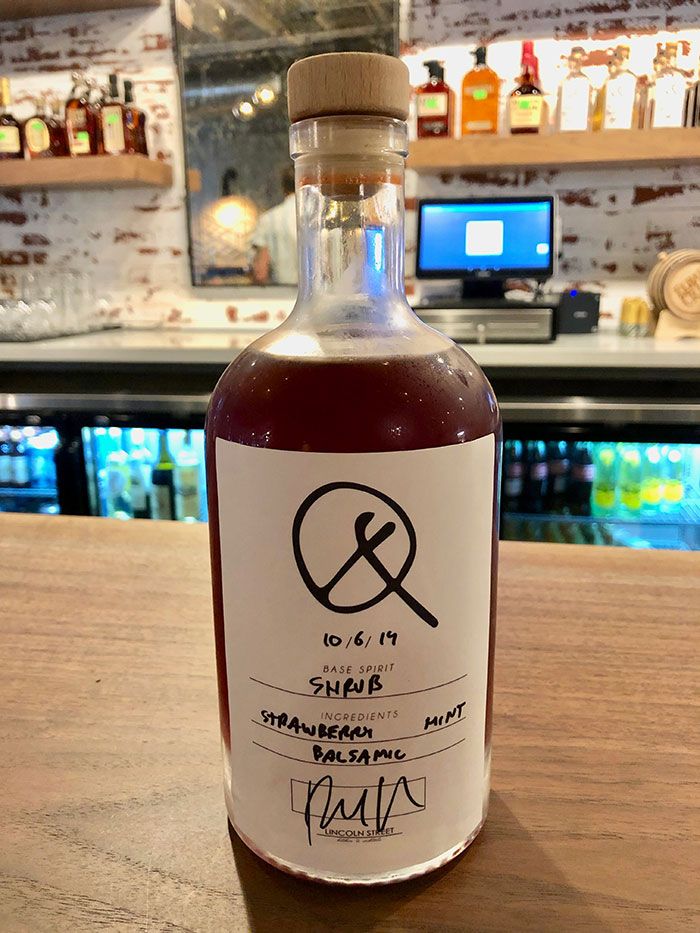 10/6/19
BASE SPIRIT
SHRUB
INGREDIENTS
STRAWBERRY MINT
BALSAMIC
LINCOLN STREET